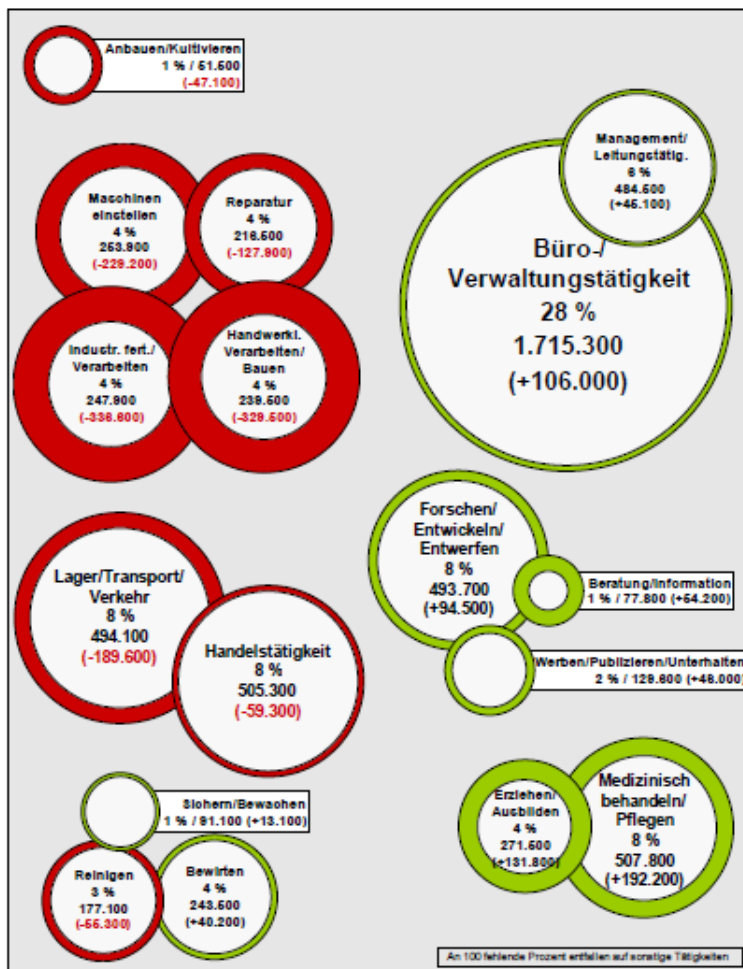 Anbauen/Kultivieren
1 % / 51.500
(-47.100)
Maschinen
einstellen
4 %
253.900
(-229.200)
Reparatur
4 %
216.500
(-127.900)
Industr. fert./
Verarbeiten
4 %
247.900
(-336.600)
Handwerkl.
Verarbeiten/
Bauen
4 %
239.500
(-329.500)
Management/
Leitungstätig.
6 %
484.500
(+45.100)
Büro-/
Verwaltungstätigkeit
28 %
1.715.300
(+106.000)
Lager/Transport/
Verkehr
8 %
494.100
(-189.600)
Handelstätigkeit
8 %
505.300
(-59.300)
Forschen/
Entwickeln/
Entwerfen
8 %
493.700
(+94.500)
Beratung/Information
1 % / 77.800 (+54.200)
Werben/Publizieren/Unterhalten
2 % / 129.600 (+46.000)
Sichern/Bewachen
1 % / 91.100 (+13.100)
Reinigen
3 %
177.100
(-55.300)
Bewirten
4 %
243.500
(+40.200)
Erziehen/
Ausbilden
4 %
271.500
(+131.800)
Medizinisch
behandeln/
Pflegen
8 %
507.800
(+192.200)
An 100 fehlende Prozent entfallen auf sonstige Tätigkeiten